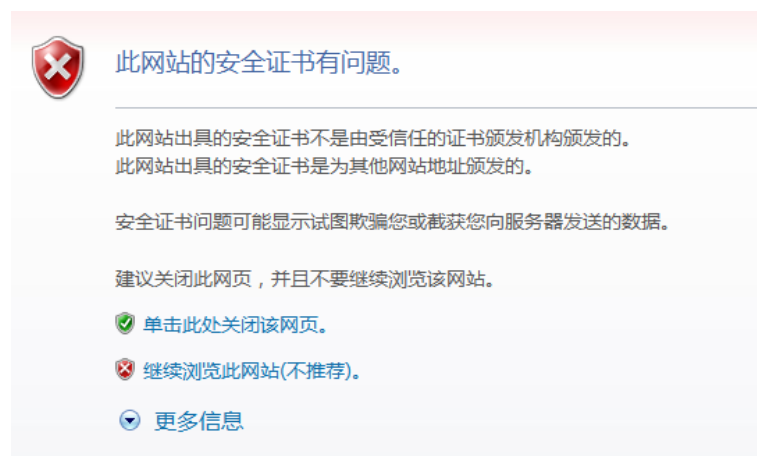 此网站的安全证书有问题。
此网站出具的安全证书不是由受信任的证书颁发机构颁发的。
此网站出具的安全证书是为其他网站地址颁发的。
安全证书问题可能显示试图欺骗您或截获您向服务器发送的数据。
建议关闭此网页，并且不要继续浏览该网站。
单击此处关闭该网页。
继续浏览此网站(不推荐)。
更多信息